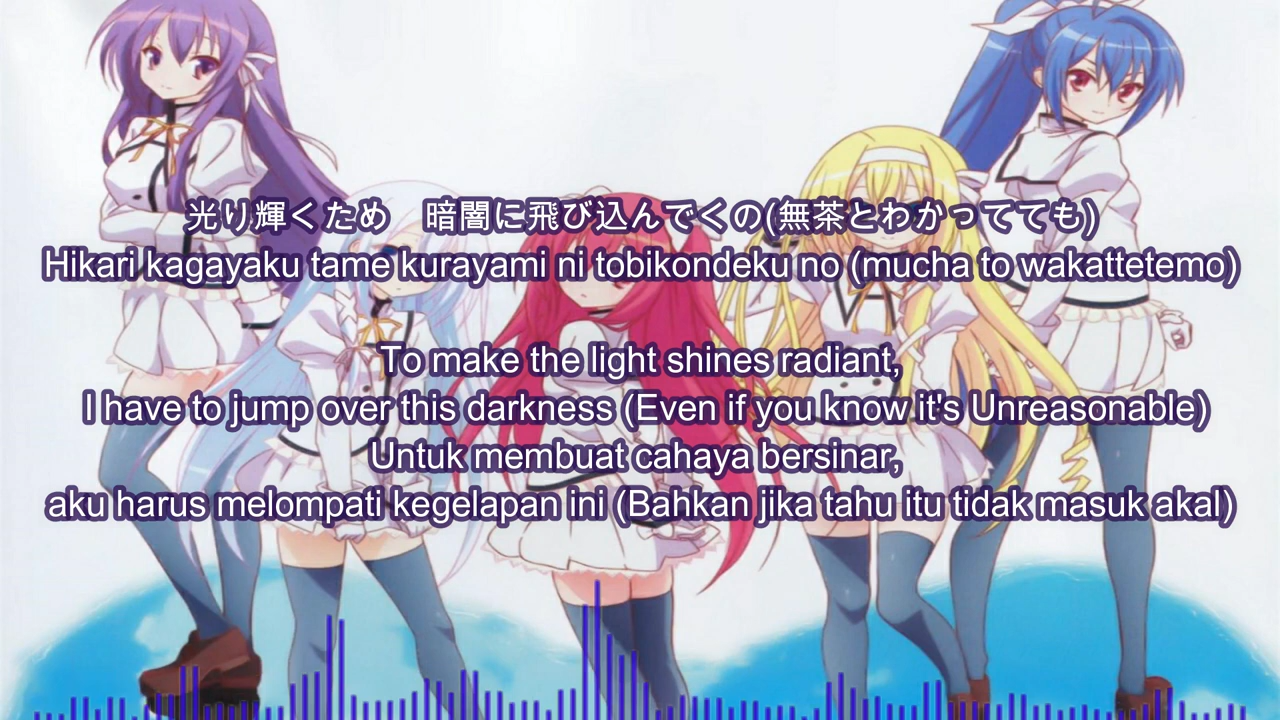 光り輝くため　暗闇に飛び込んでくの(無茶とわかってても)
Hikari kagayaku tame kurayami ni tobikondeku no (mucha to wakattetemo)
To make the light shines radiant,
I have to jump over this darkness (Even if you know it's Unreasonable)
Untuk membuat cahaya bersinar,
aku harus melompati kegelapan ini (Bahkan jika tahu itu tidak masuk akal)